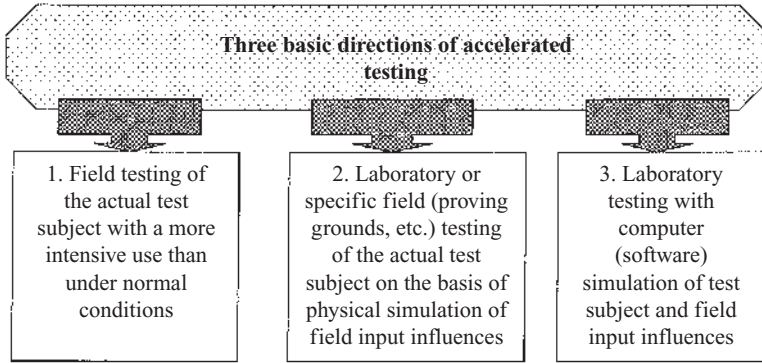 Three basic directions of accelerated
testing
1. Field testing of
the actual test
subject with a more
intensive use than
under normal
conditions
2. Laboratory or
specific field (proving
grounds, etc.) testing
of the actual test
subject on the basis of
physical simulation of
field input influences
3. Laboratory
testing with
computer
(software)
simulation of test
subject and field
input influences